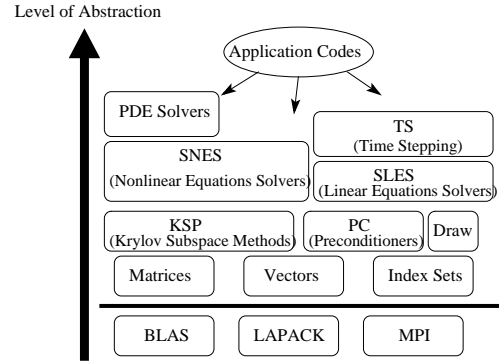 Level of Abstraction
Application Codes
PDE Solvers
TS
(Time Stepping)
SNES
(Nonlinear Equations Solvers)
SLES
(Linear Equations Solvers)
KSP
(Krylov Subspace Methods)
PC
(Preconditioners)
Draw
Matrices
Vectors
Index Sets
BLAS
LAPACK
MPI